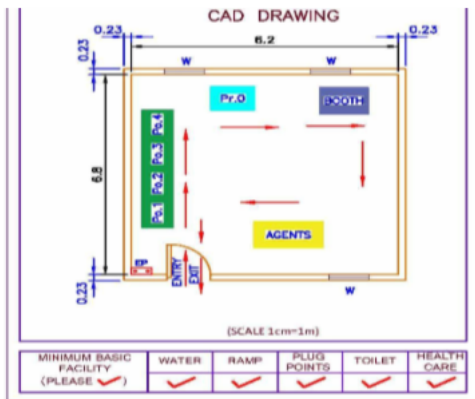 CAD DRAWING
0.23
6.2
0.23
0.23
W
W
Pr.O
BOOTH
Po.4
Po.3
Po.2
Po.1
6.8
AGENTS
EP
ENTRY
EXIT
0.23
W
(SCALE 1cm=1m)
MINIMUM BASIC
FACILITY
(PLEASE ✓)
WATER
RAMP
PLUG
POINTS
TOILET
HEALTH
CARE
✓ ✓ ✓ ✓ ✓